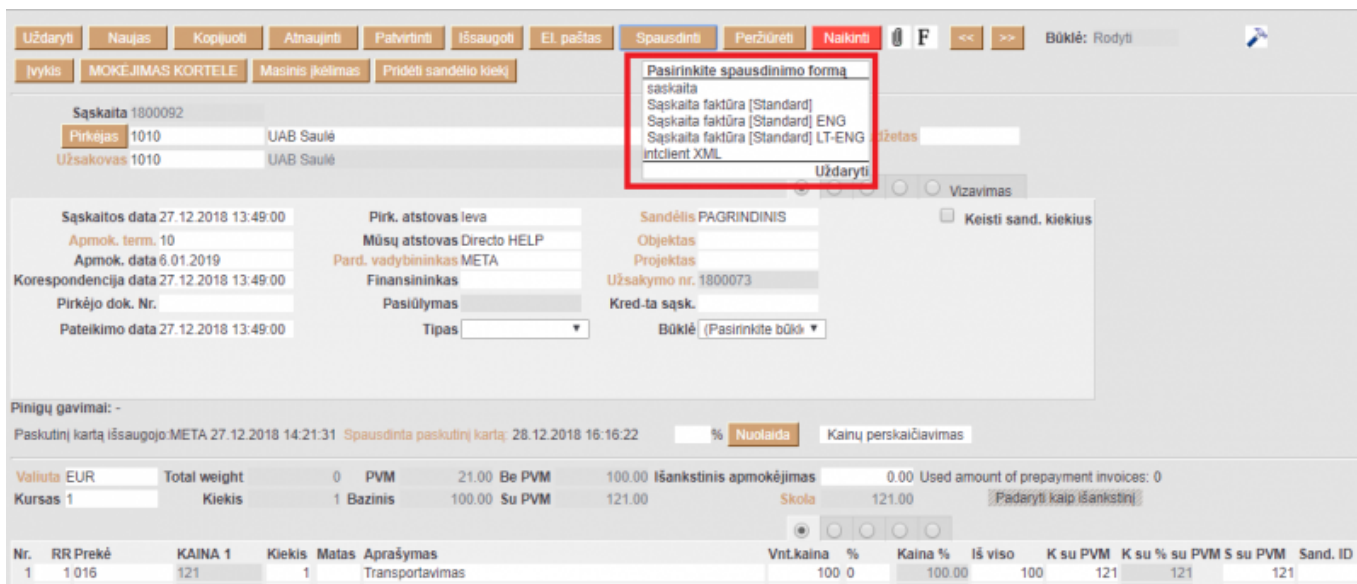 Uždaryti Naujas Kopijuoti Atnaujinti Patvirtinti Išsaugoti El. paštas Spausdinti Peržiūrėti Naikinti F << >> Būklė: Rodyti
Įvykis MOKĖJIMAS KORTELE Masinis įkėlimas Pridėti sandėlio kiekį
Pasirinkite spausdinimo formą
saskaita
Sąskaita faktūra [Standard]
Sąskaita faktūra [Standard] ENG
Sąskaita faktūra [Standard] LT-ENG
intclient XML
Uždaryti
Sąskaita 1800092
Pirkėjas 1010 UAB Saulė džetas
Užsakovas 1010 UAB Saulė
Vizavimas
Sąskaitos data 27.12.2018 13:49:00 Pirk. atstovas Ieva Sandėlis PAGRINDINIS Keisti sand. kiekius
Apmok. term. 10 Mūsų atstovas Directo HELP Objektas
Apmok. data 6.01.2019 Pard. vadybininkas META Projektas
Korespondencija data 27.12.2018 13:49:00 Finansininkas Užsakymo nr. 1800073
Pirkėjo dok. Nr. Pasiūlymas Kred-ta sąsk.
Pateikimo data 27.12.2018 13:49:00 Tipas Būklė (Pasirinkite būkl
Pinigų gavimai: -
Paskutinį kartą išsaugojo:META 27.12.2018 14:21:31 Spausdinta paskutinį kartą: 28.12.2018 16:16:22 % Nuolaida Kainų perskaičiavimas
Valiuta EUR Total weight 0 PVM 21.00 Be PVM 100.00 Išankstinis apmokėjimas 0.00 Used amount of prepayment invoices: 0
Kursas 1 Kiekis 1 Bazinis 100.00 Su PVM 121.00 Skola 121.00 Padaryti kaip išankstinį
Nr. RR Prekė KAINA 1 Kiekis Matas Aprašymas Vnt.kaina % Kaina % Iš viso K su PVM K su % su PVM S su PVM Sand. ID
1 1 016 121 1 Transportavimas 100 0 100.00 100 121 121 121